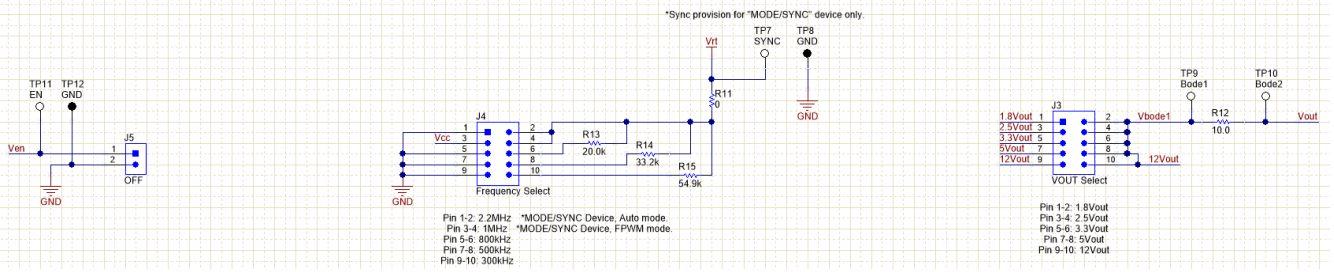 *Sync provision for "MODE/SYNC" device only.
TP7
SYNC
TP8
GND
Vrt
R11
0
GND
TP11
EN
TP12
GND
Ven
J5
1
2
OFF
GND
J4
1
3
5
7
9
2
4
6
8
10
Vcc
R13
20.0k
R14
33.2k
R15
54.9k
GND
Frequency Select
Pin 1-2: 2.2MHz *MODE/SYNC Device, Auto mode.
Pin 3-4: 1MHz *MODE/SYNC Device, FPWM mode.
Pin 5-6: 800kHz
Pin 7-8: 500kHz
Pin 9-10: 300kHz
TP9
Bode1
TP10
Bode2
J3
1.8Vout
2.5Vout
3.3Vout
5Vout
12Vout
1
3
5
7
9
2
4
6
8
10
Vbode1
R12
10.0
Vout
12Vout
VOUT Select
Pin 1-2: 1.8Vout
Pin 3-4: 2.5Vout
Pin 5-6: 3.3Vout
Pin 7-8: 5Vout
Pin 9-10: 12Vout